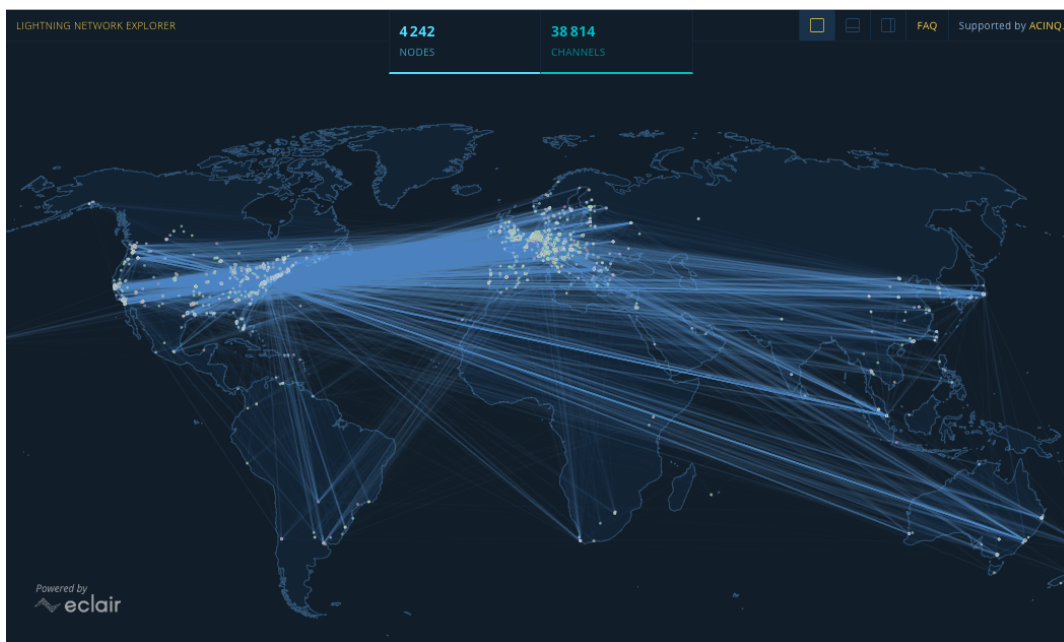 LIGHTNING NETWORK EXPLORER
4 242
NODES
38 814
CHANNELS
FAQ
Supported by ACINQ.
Powered by
eclair